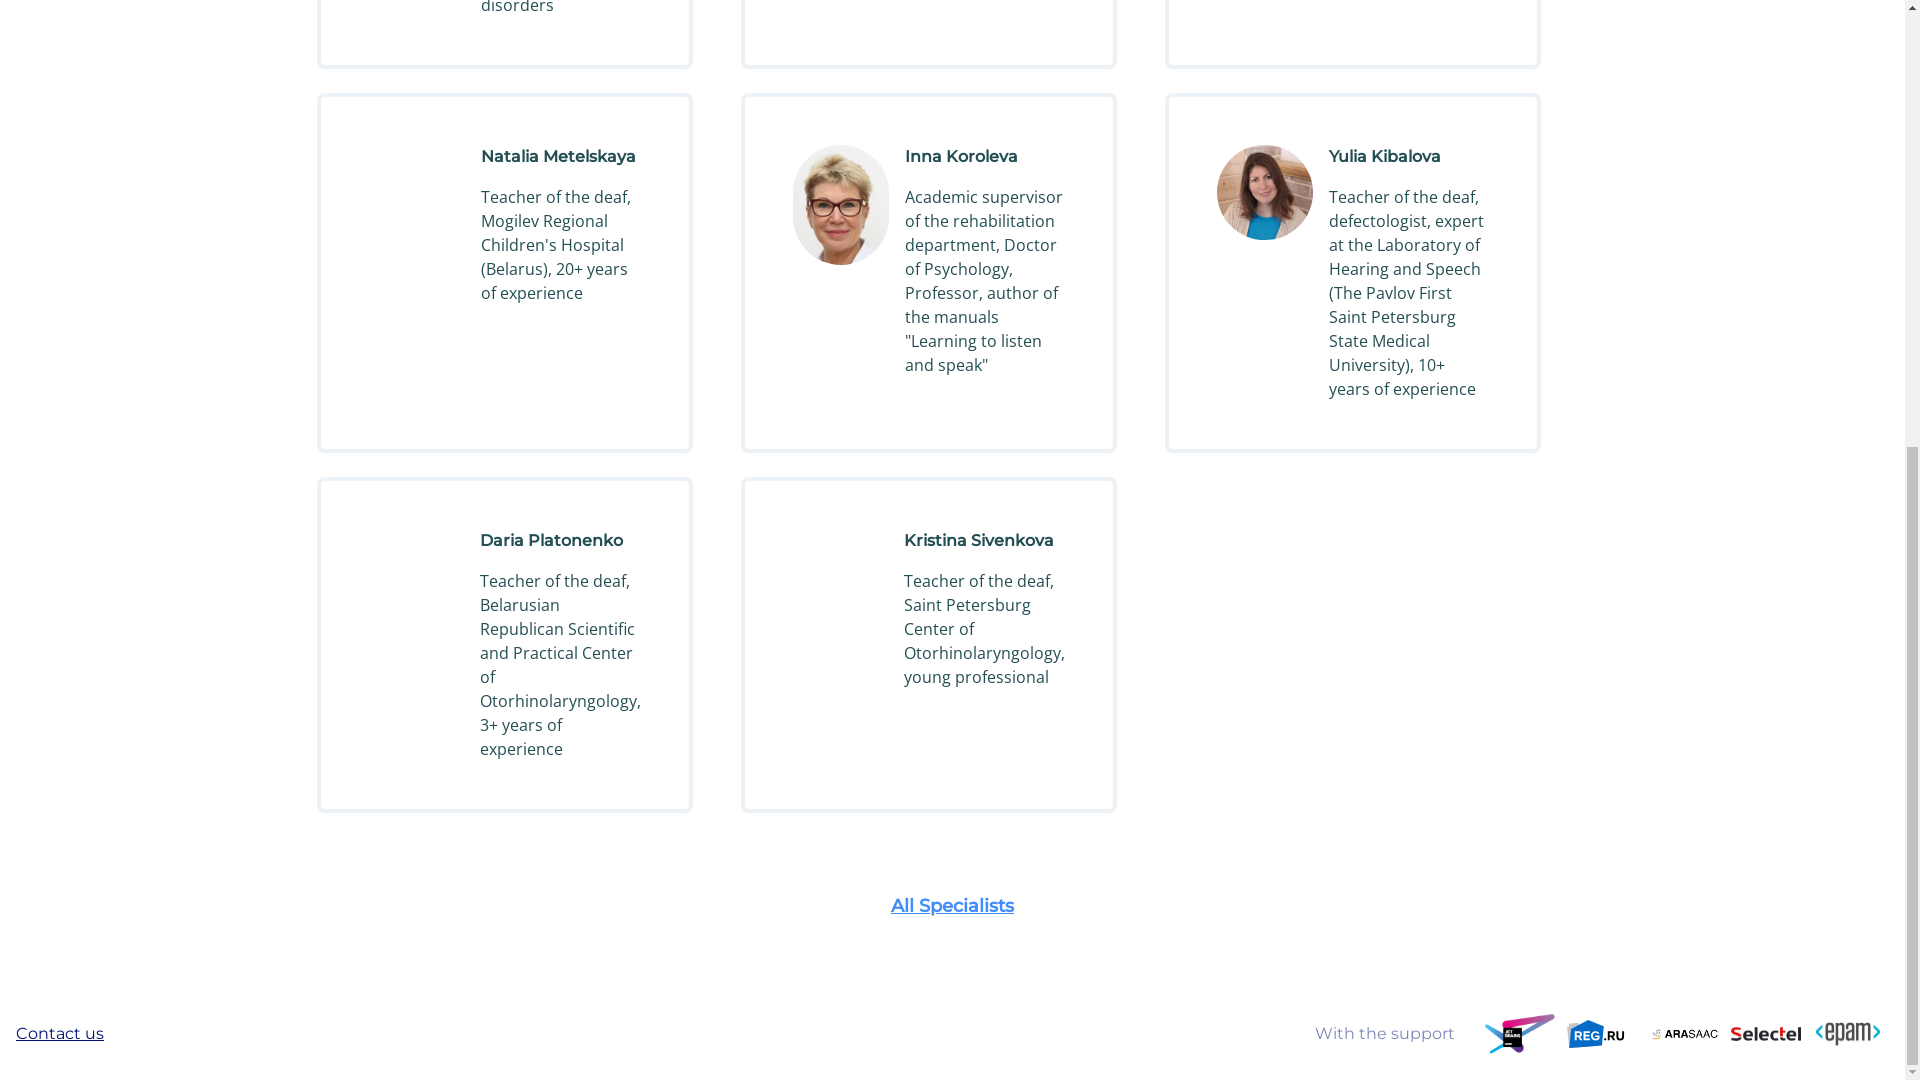 disorders
Natalia Metelskaya
Teacher of the deaf,
Mogilev Regional
Children's Hospital
(Belarus), 20+ years
of experience
Inna Koroleva
Academic supervisor
of the rehabilitation
department, Doctor
of Psychology,
Professor, author of
the manuals
"Learning to listen
and speak"
Yulia Kibalova
Teacher of the deaf,
defectologist, expert
at the Laboratory of
Hearing and Speech
(The Pavlov First
Saint Petersburg
State Medical
University), 10+
years of experience
Daria Platonenko
Teacher of the deaf,
Belarusian
Republican Scientific
and Practical Center
of
Otorhinolaryngology,
3+ years of
experience
Kristina Sivenkova
Teacher of the deaf,
Saint Petersburg
Center of
Otorhinolaryngology,
young professional
All Specialists
Contact us
With the support
JET
BRAINS
REG.RU
ARASAAC
Selectel
<epam>